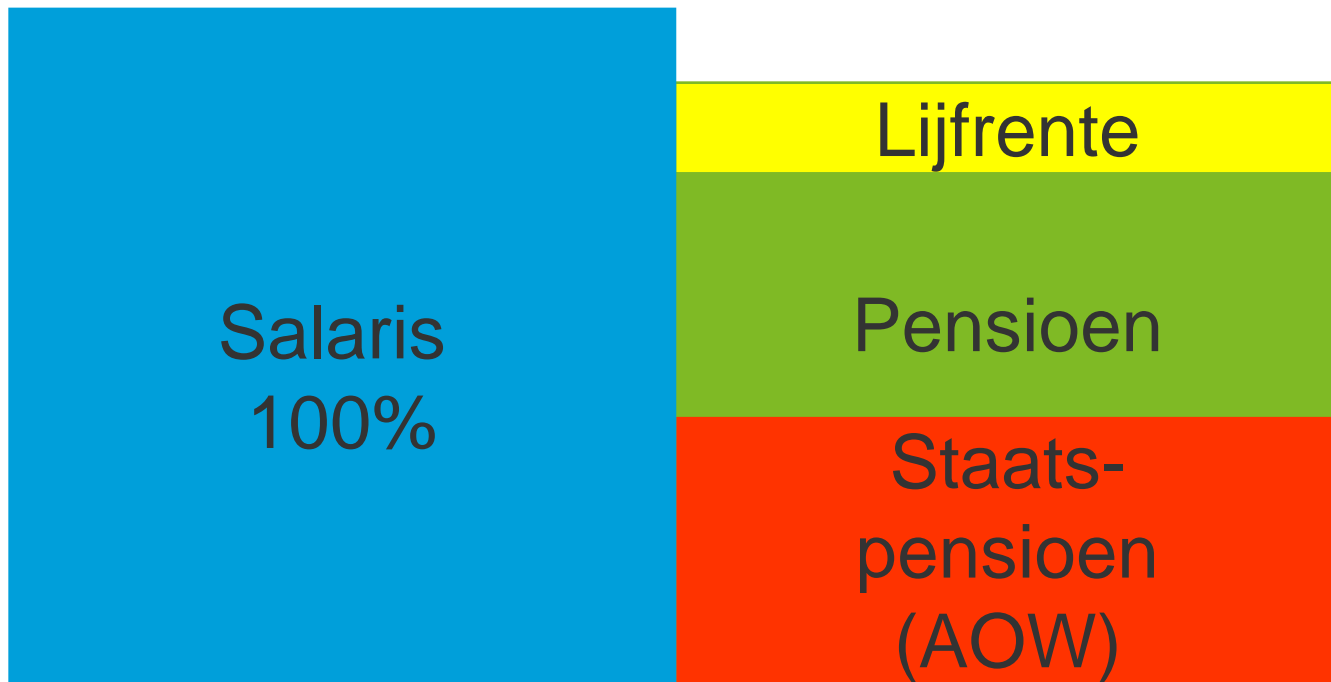 Salaris
100%
Lijfrente
Pensioen
Staats-
pensioen
(AOW)